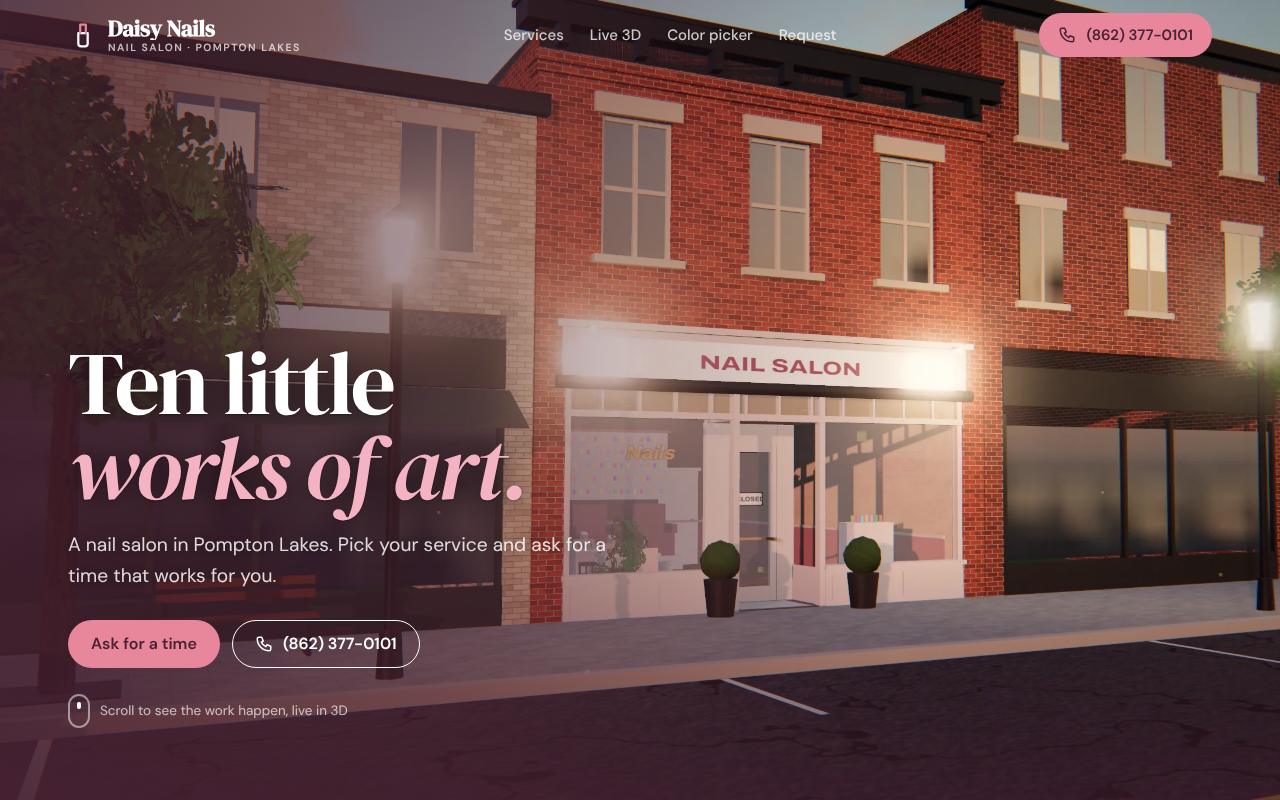 Daisy Nails
NAIL SALON · POMPTON LAKES
Services
Live 3D
Color picker
Request
(862) 377-0101
NAIL SALON
Nails
CLOSED
Ten little
works of art.
A nail salon in Pompton Lakes. Pick your service and ask for a
time that works for you.
Ask for a time
(862) 377-0101
Scroll to see the work happen, live in 3D